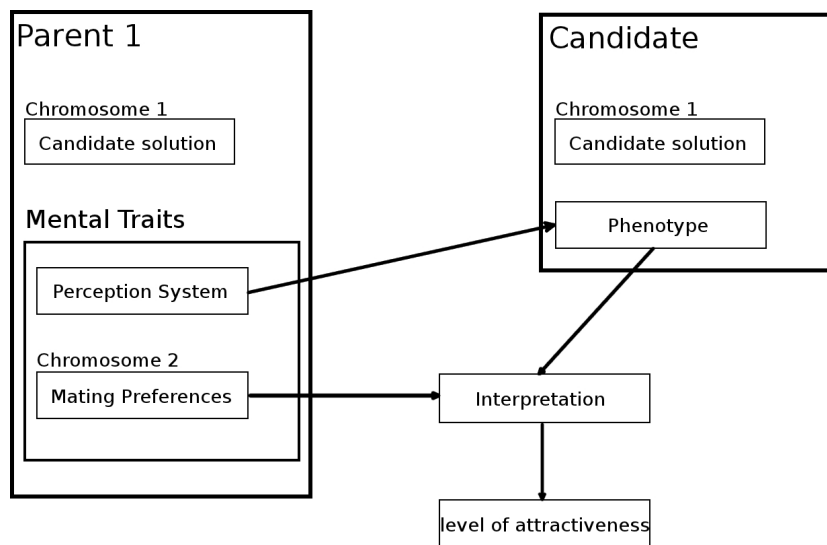 Parent 1
Chromosome 1
Candidate solution
Mental Traits
Perception System
Chromosome 2
Mating Preferences
Candidate
Chromosome 1
Candidate solution
Phenotype
Interpretation
level of attractiveness